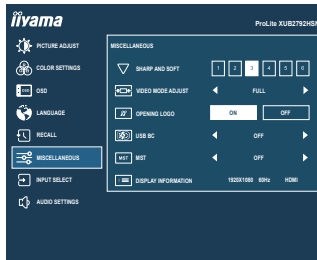 iiyama
ProLite XUB2792HSN
PICTURE ADJUST
COLOR SETTINGS
OSD
OSD
LANGUAGE
RECALL
MISCELLANEOUS
INPUT SELECT
AUDIO SETTINGS
MISCELLANEOUS
SHARP AND SOFT 1 2 3 4 5 6
VIDEO MODE ADJUST FULL
OPENING LOGO ON OFF
USB BC OFF
MST MST OFF
DISPLAY INFORMATION 1920X1080 60Hz HDMI